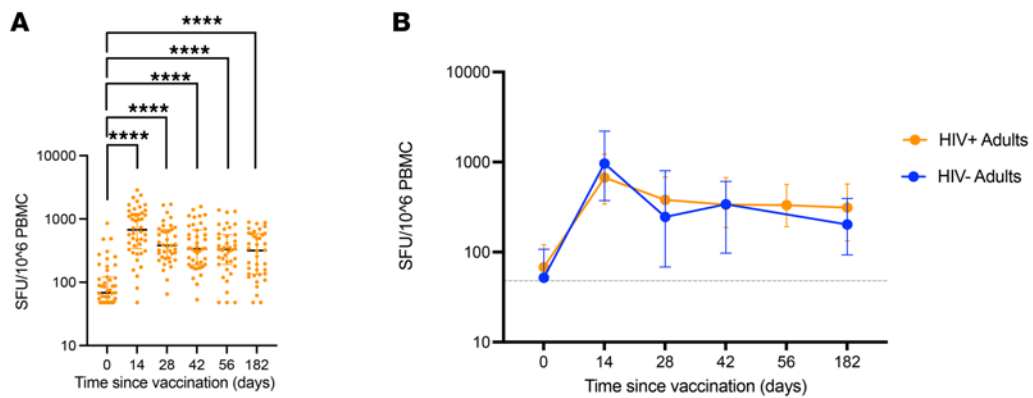 A
****
****
****
****
****
SFU/10^6 PBMC
10000
1000
100
10
0 14 28 42 56 182
Time since vaccination (days)
B
SFU/10^6 PBMC
10000
1000
100
10
0 14 28 42 56 182
Time since vaccination (days)
HIV+ Adults
HIV- Adults